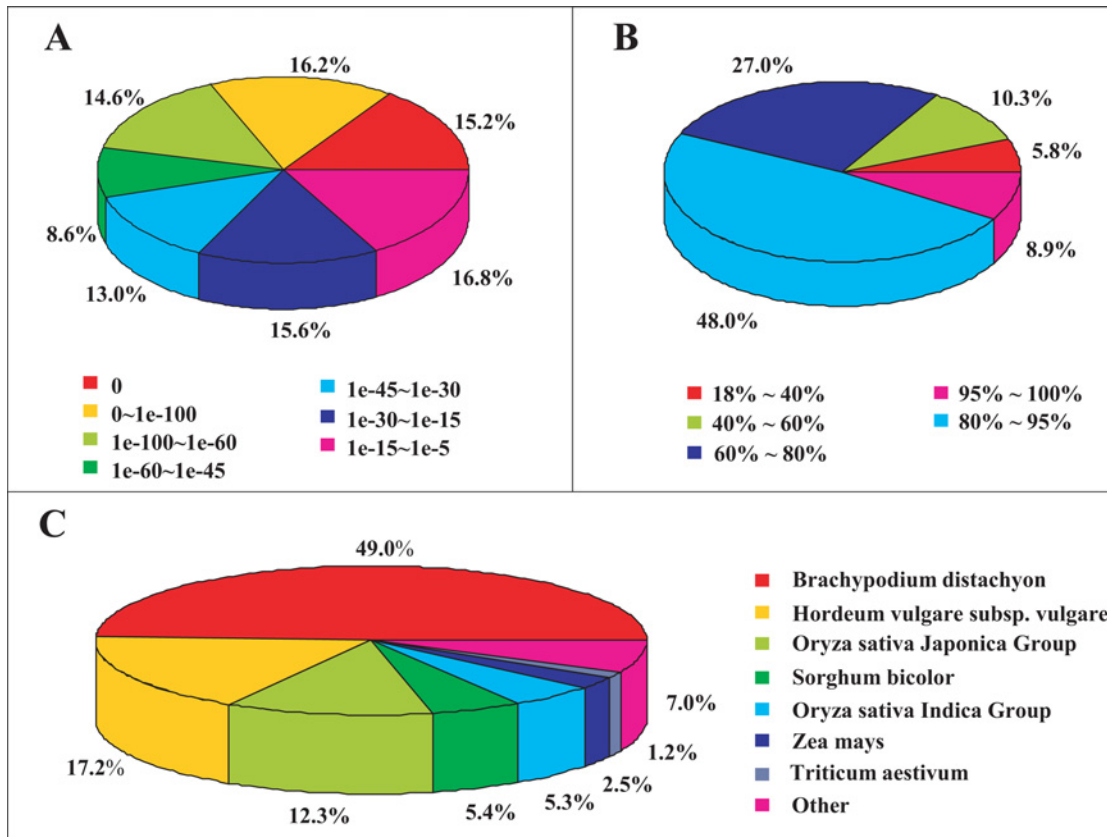 A
16.2%
14.6%
15.2%
8.6%
13.0%
15.6%
16.8%
0
0~1e-100
1e-100~1e-60
1e-60~1e-45
1e-45~1e-30
1e-30~1e-15
1e-15~1e-5
B
27.0%
10.3%
5.8%
8.9%
48.0%
18% ~ 40%
40% ~ 60%
60% ~ 80%
95% ~ 100%
80% ~ 95%
C
49.0%
17.2%
12.3%
5.4%
5.3%
2.5%
1.2%
7.0%
Brachypodium distachyon
Hordeum vulgare subsp. vulgare
Oryza sativa Japonica Group
Sorghum bicolor
Oryza sativa Indica Group
Zea mays
Triticum aestivum
Other